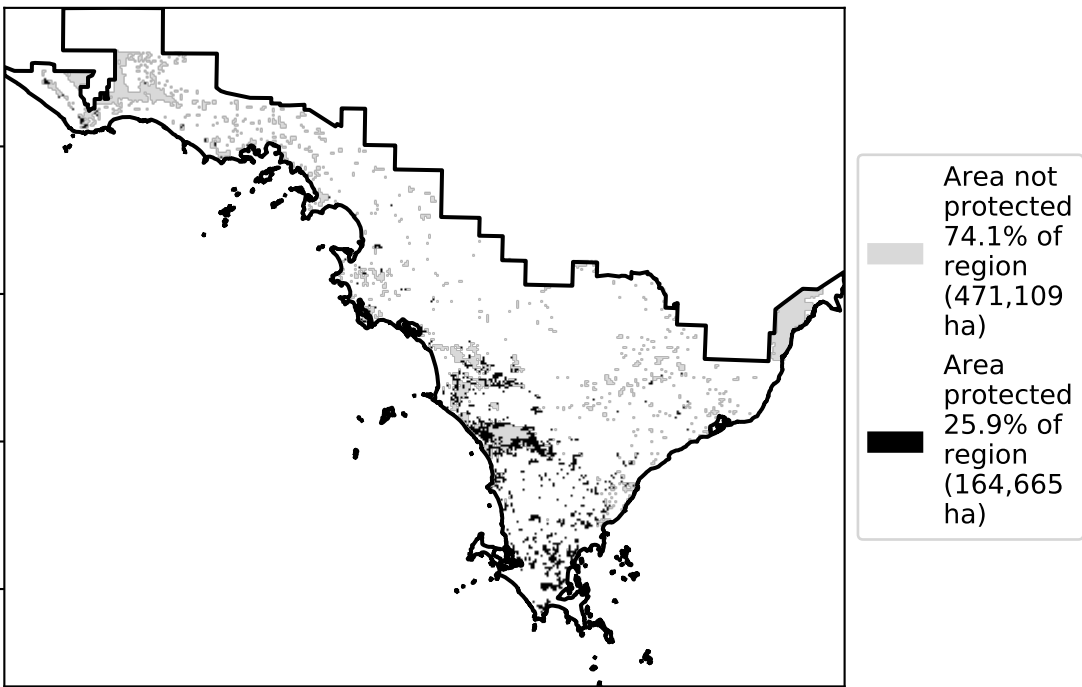 Area not
protected
74.1% of
region
(471,109
ha)
Area
protected
25.9% of
region
(164,665
ha)